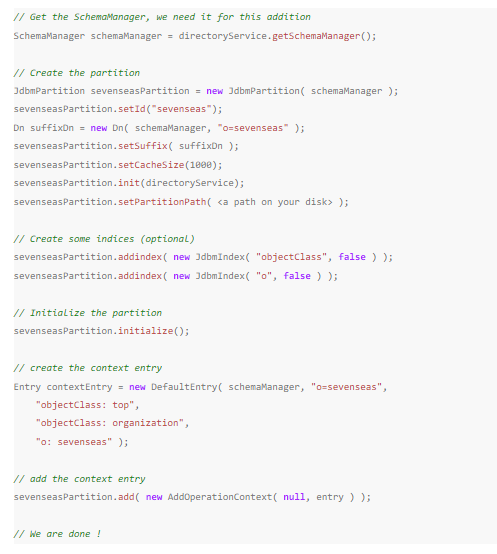 // Get the SchemaManager, we need it for this addition
SchemaManager schemaManager = directoryService.getSchemaManager();

// Create the partition
JdbmPartition sevenseasPartition = new JdbmPartition( schemaManager );
sevenseasPartition.setId("sevenseas");
Dn suffixDn = new Dn( schemaManager, "o=sevenseas" );
sevenseasPartition.setSuffix( suffixDn );
sevenseasPartition.setCacheSize(1000);
sevenseasPartition.init(directoryService);
sevenseasPartition.setPartitionPath( <a path on your disk> );

// Create some indices (optional)
sevenseasPartition.addindex( new JdbmIndex( "objectClass", false ) );
sevenseasPartition.addindex( new JdbmIndex( "o", false ) );

// Initialize the partition
sevenseasPartition.initialize();

// create the context entry
Entry contextEntry = new DefaultEntry( schemaManager, "o=sevenseas",
    "objectClass: top",
    "objectClass: organization",
    "o: sevenseas" );

// add the context entry
sevenseasPartition.add( new AddOperationContext( null, entry ) );

// We are done !